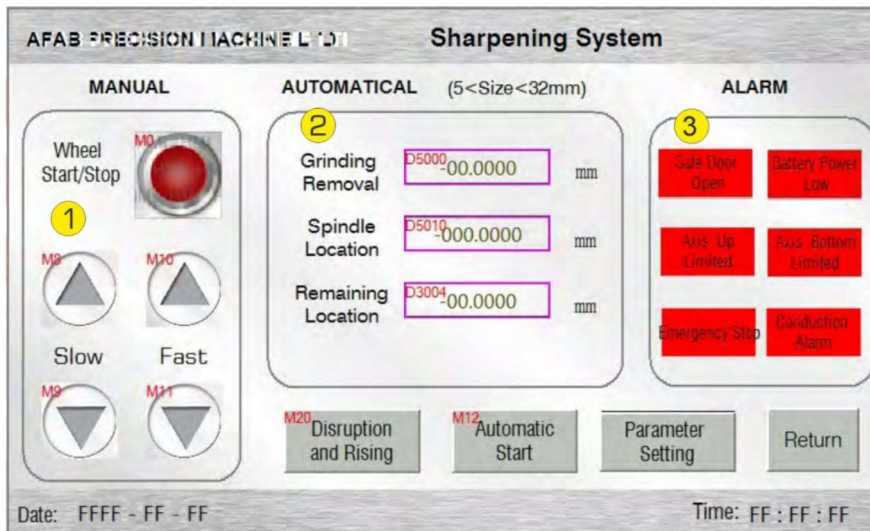 Sharpening System
MANUAL
AUTOMATICAL (5<Size<32mm)
ALARM
1
Wheel
Start/Stop
M0
M8
M10
Slow
Fast
M9
M11
2
Grinding
Removal
D5000
-00.0000
mm
Spindle
Location
D5010
-000.0000
mm
Remaining
Location
D3004
-00.0000
mm
3
Safe Door
Open
Battery Power
Low
Axis Up
Limited
Axis Bottom
Limited
Emergency Stop
Conduction
Alarm
M20
Disruption
and Rising
M12
Automatic
Start
Parameter
Setting
Return
Date: FFFF - FF - FF
Time: FF : FF : FF